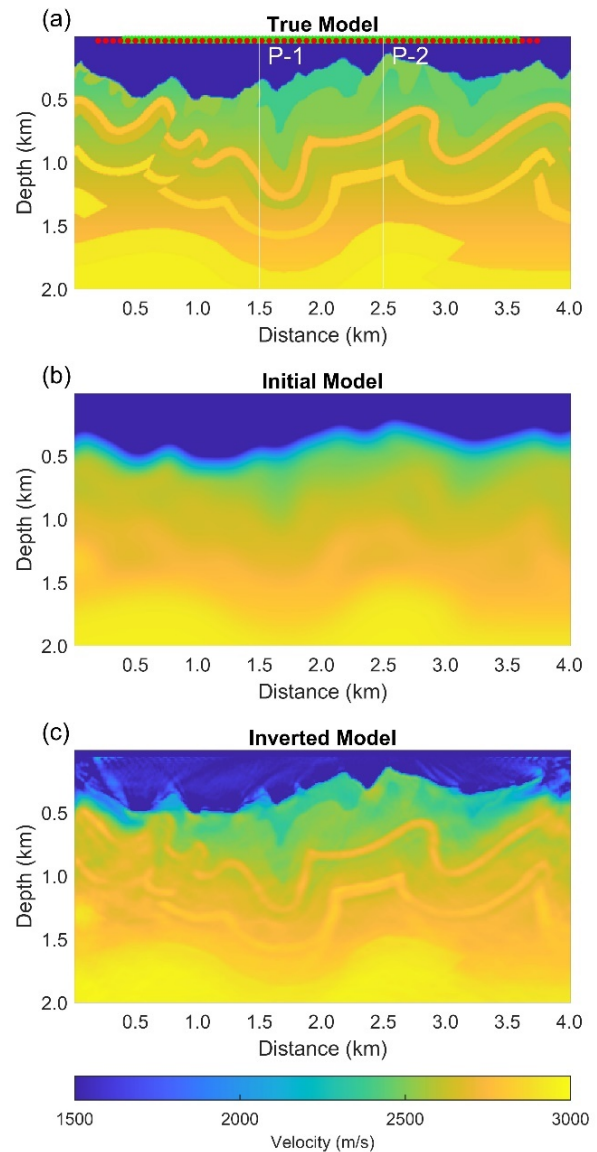 (a)
True Model
P-1
P-2
0.5
1.0
1.5
2.0
Depth (km)
0.5 1.0 1.5 2.0 2.5 3.0 3.5 4.0
Distance (km)
(b)
Initial Model
0.5
1.0
1.5
2.0
Depth (km)
0.5 1.0 1.5 2.0 2.5 3.0 3.5 4.0
Distance (km)
(c)
Inverted Model
0.5
1.0
1.5
2.0
Depth (km)
0.5 1.0 1.5 2.0 2.5 3.0 3.5 4.0
Distance (km)
1500 2000 2500 3000
Velocity (m/s)